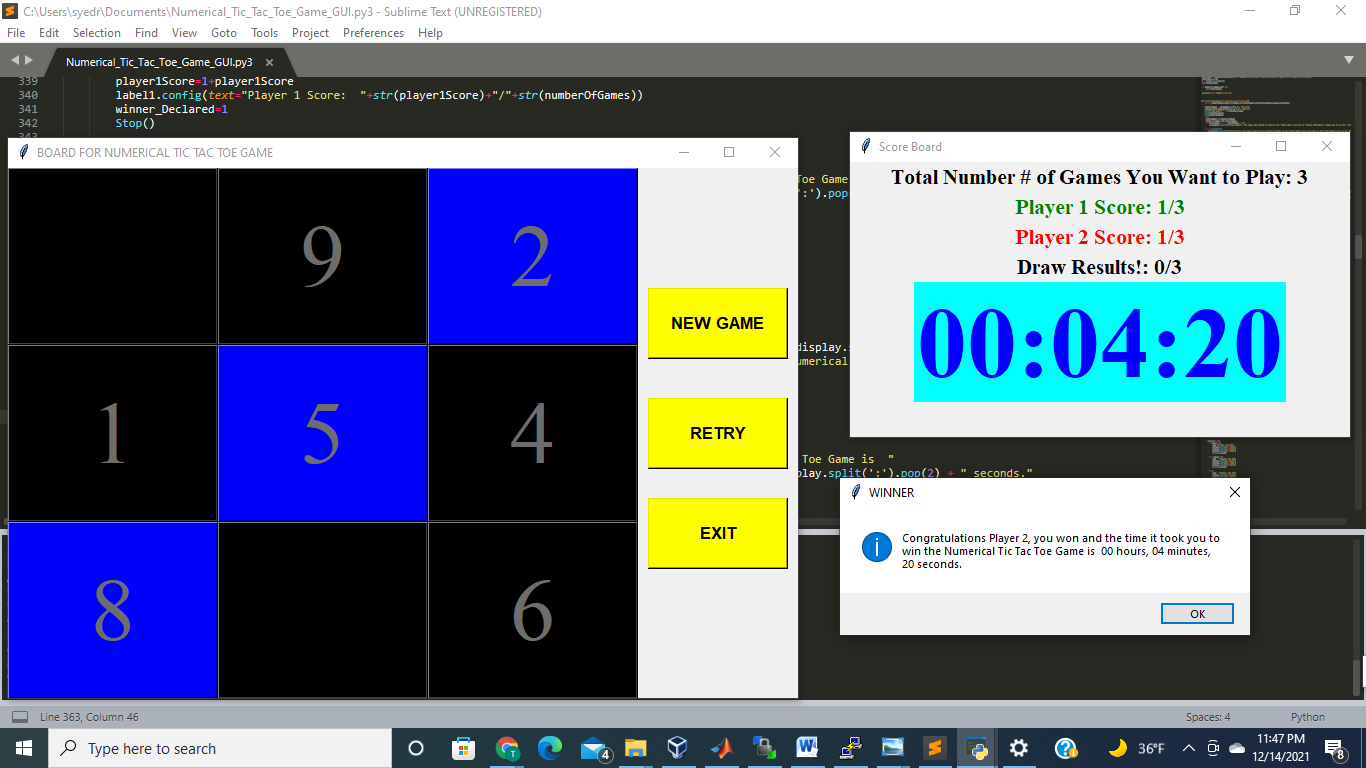 C:\Users\syedr\Documents\Numerical_Tic_Tac_Toe_Game_GUI.py3 - Sublime Text (UNREGISTERED)
File Edit Selection Find View Goto Tools Project Preferences Help
Numerical_Tic_Tac_Toe_Game_GUI.py3
339 player1Score=1+player1Score
340 label1.config(text="Player 1 Score:  "+str(player1Score)+"/"+str(numberOfGames))
341 winner_Declared=1
342 Stop()
BOARD FOR NUMERICAL TIC TAC TOE GAME
9 2
1 5 4
8 6
NEW GAME
RETRY
EXIT
Toe Game
':').pop
display.s
umerical
Toe Game is  "
play.split(':').pop(2) + " seconds."
Score Board
Total Number # of Games You Want to Play: 3
Player 1 Score: 1/3
Player 2 Score: 1/3
Draw Results!: 0/3
00:04:20
WINNER
Congratulations Player 2, you won and the time it took you to
win the Numerical Tic Tac Toe Game is  00 hours, 04 minutes,
20 seconds.
OK
Line 363, Column 46
Spaces: 4
Python
Type here to search
4
36°F
11:47 PM
12/14/2021
8